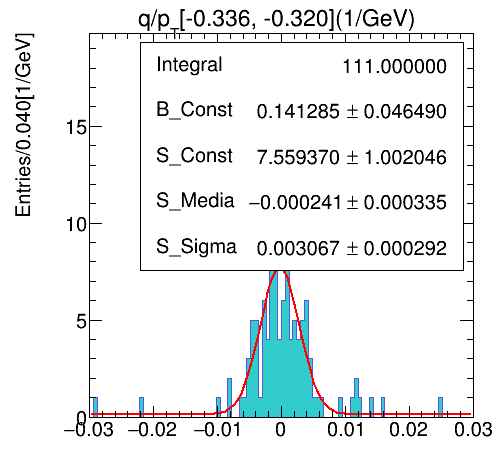 q/p_T[-0.336, -0.320](1/GeV)
Entries/0.040[1/GeV]
Integral 111.000000
B_Const 0.141285 ± 0.046490
S_Const 7.559370 ± 1.002046
S_Media −0.000241 ± 0.000335
S_Sigma 0.003067 ± 0.000292
15
10
5
0
−0.03 −0.02 −0.01 0 0.01 0.02 0.03